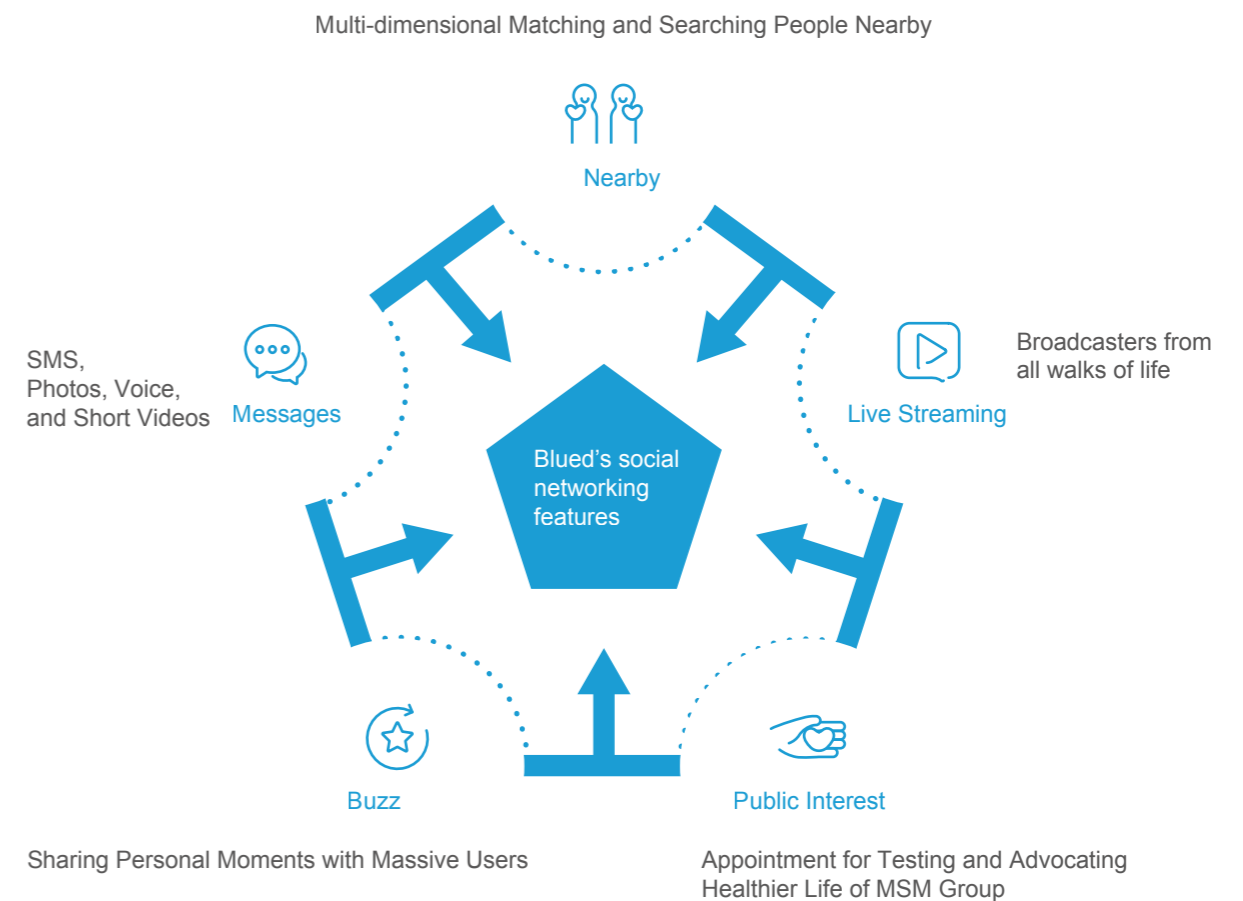 Multi-dimensional Matching and Searching People Nearby
Nearby
SMS,
Photos, Voice,
and Short Videos
Messages
Broadcasters from
all walks of life
Live Streaming
Blued’s social
networking
features
Buzz
Public Interest
Sharing Personal Moments with Massive Users
Appointment for Testing and Advocating
Healthier Life of MSM Group